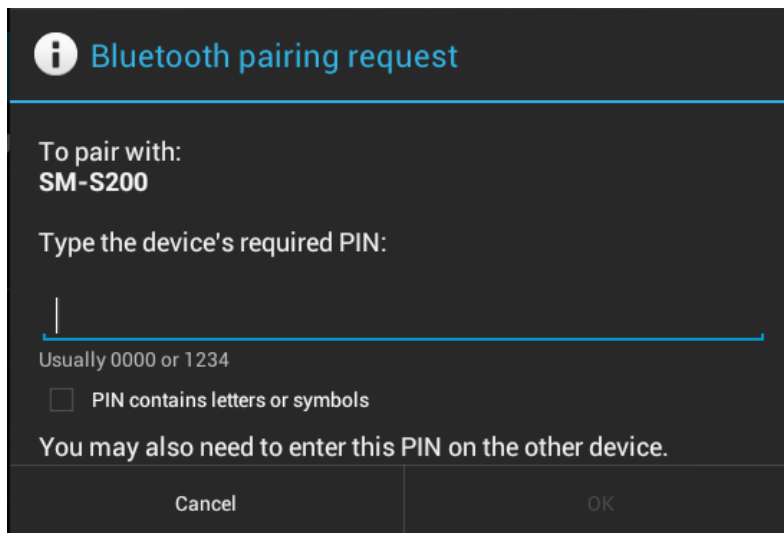 Bluetooth pairing request
To pair with:
SM-S200
Type the device's required PIN:
Usually 0000 or 1234
PIN contains letters or symbols
You may also need to enter this PIN on the other device.
Cancel
OK